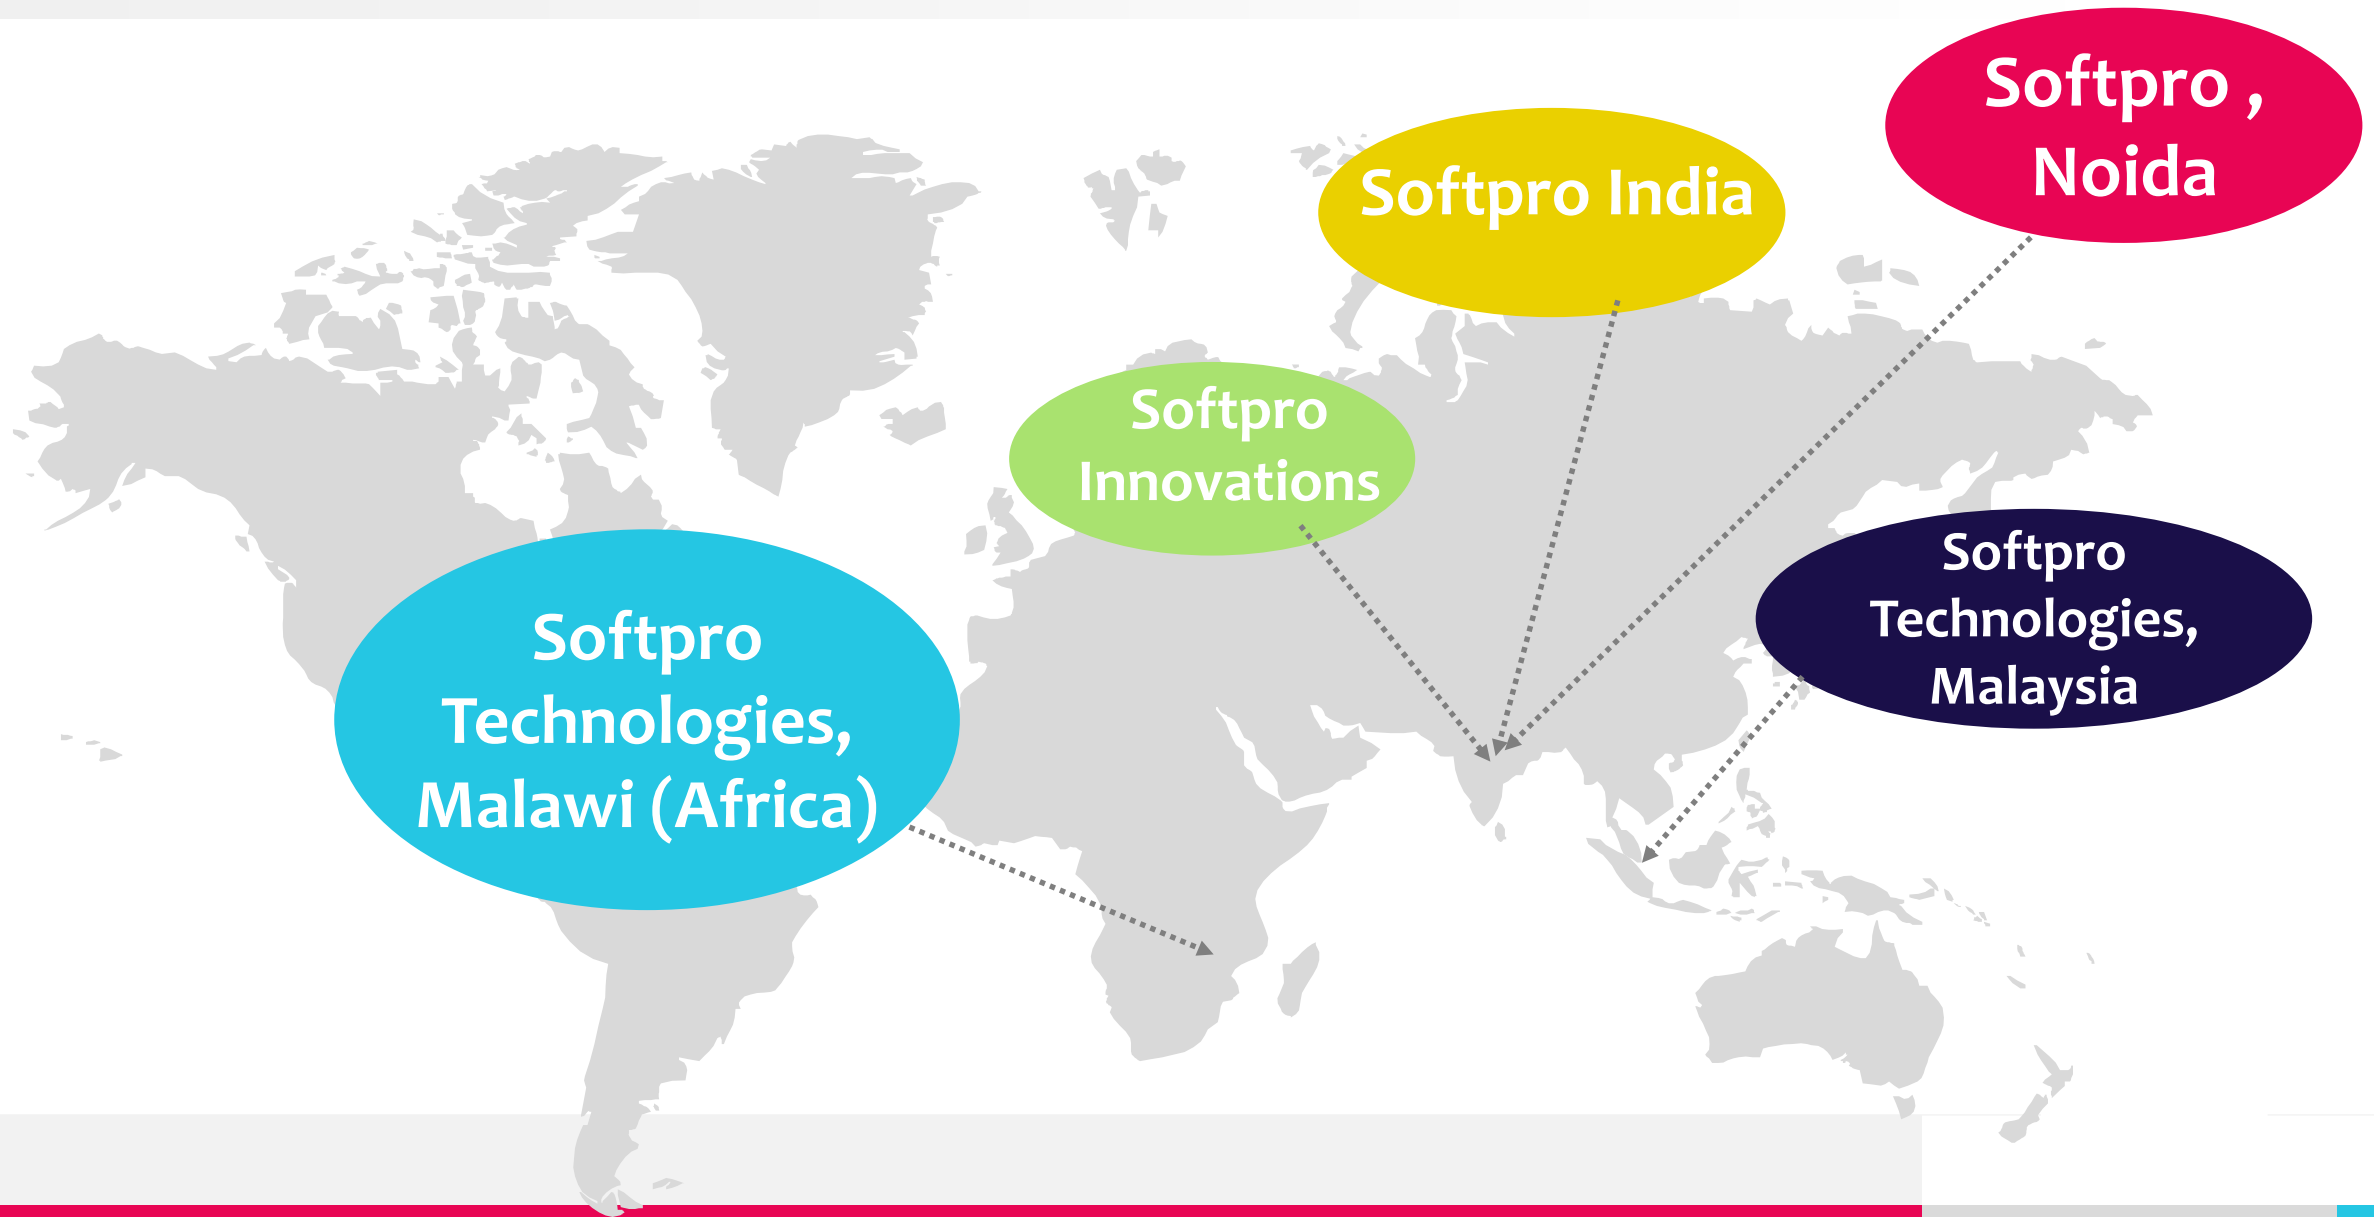 Softpro ,
Noida
Softpro India
Softpro
Innovations
Softpro
Technologies,
Malaysia
Softpro
Technologies,
Malawi (Africa)